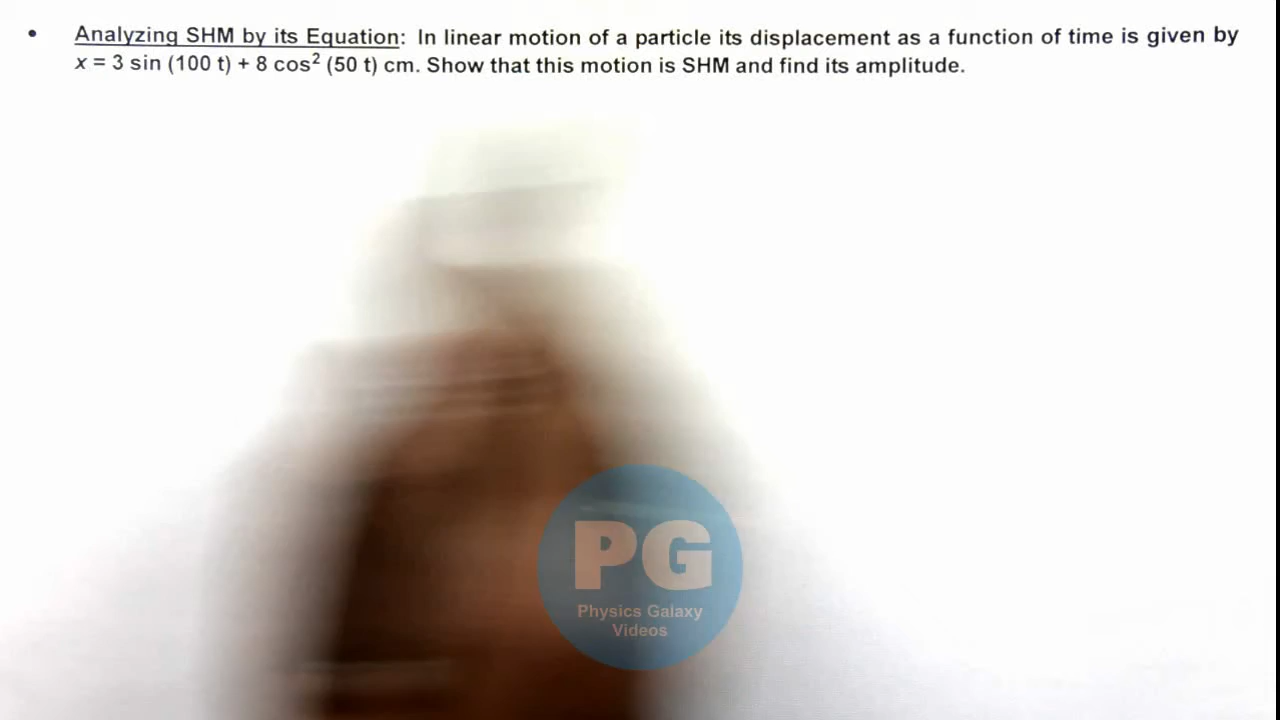 • Analyzing SHM by its Equation: In linear motion of a particle its displacement as a function of time is given by
x = 3 sin (100 t) + 8 cos² (50 t) cm. Show that this motion is SHM and find its amplitude.
PG
Physics Galaxy
Videos